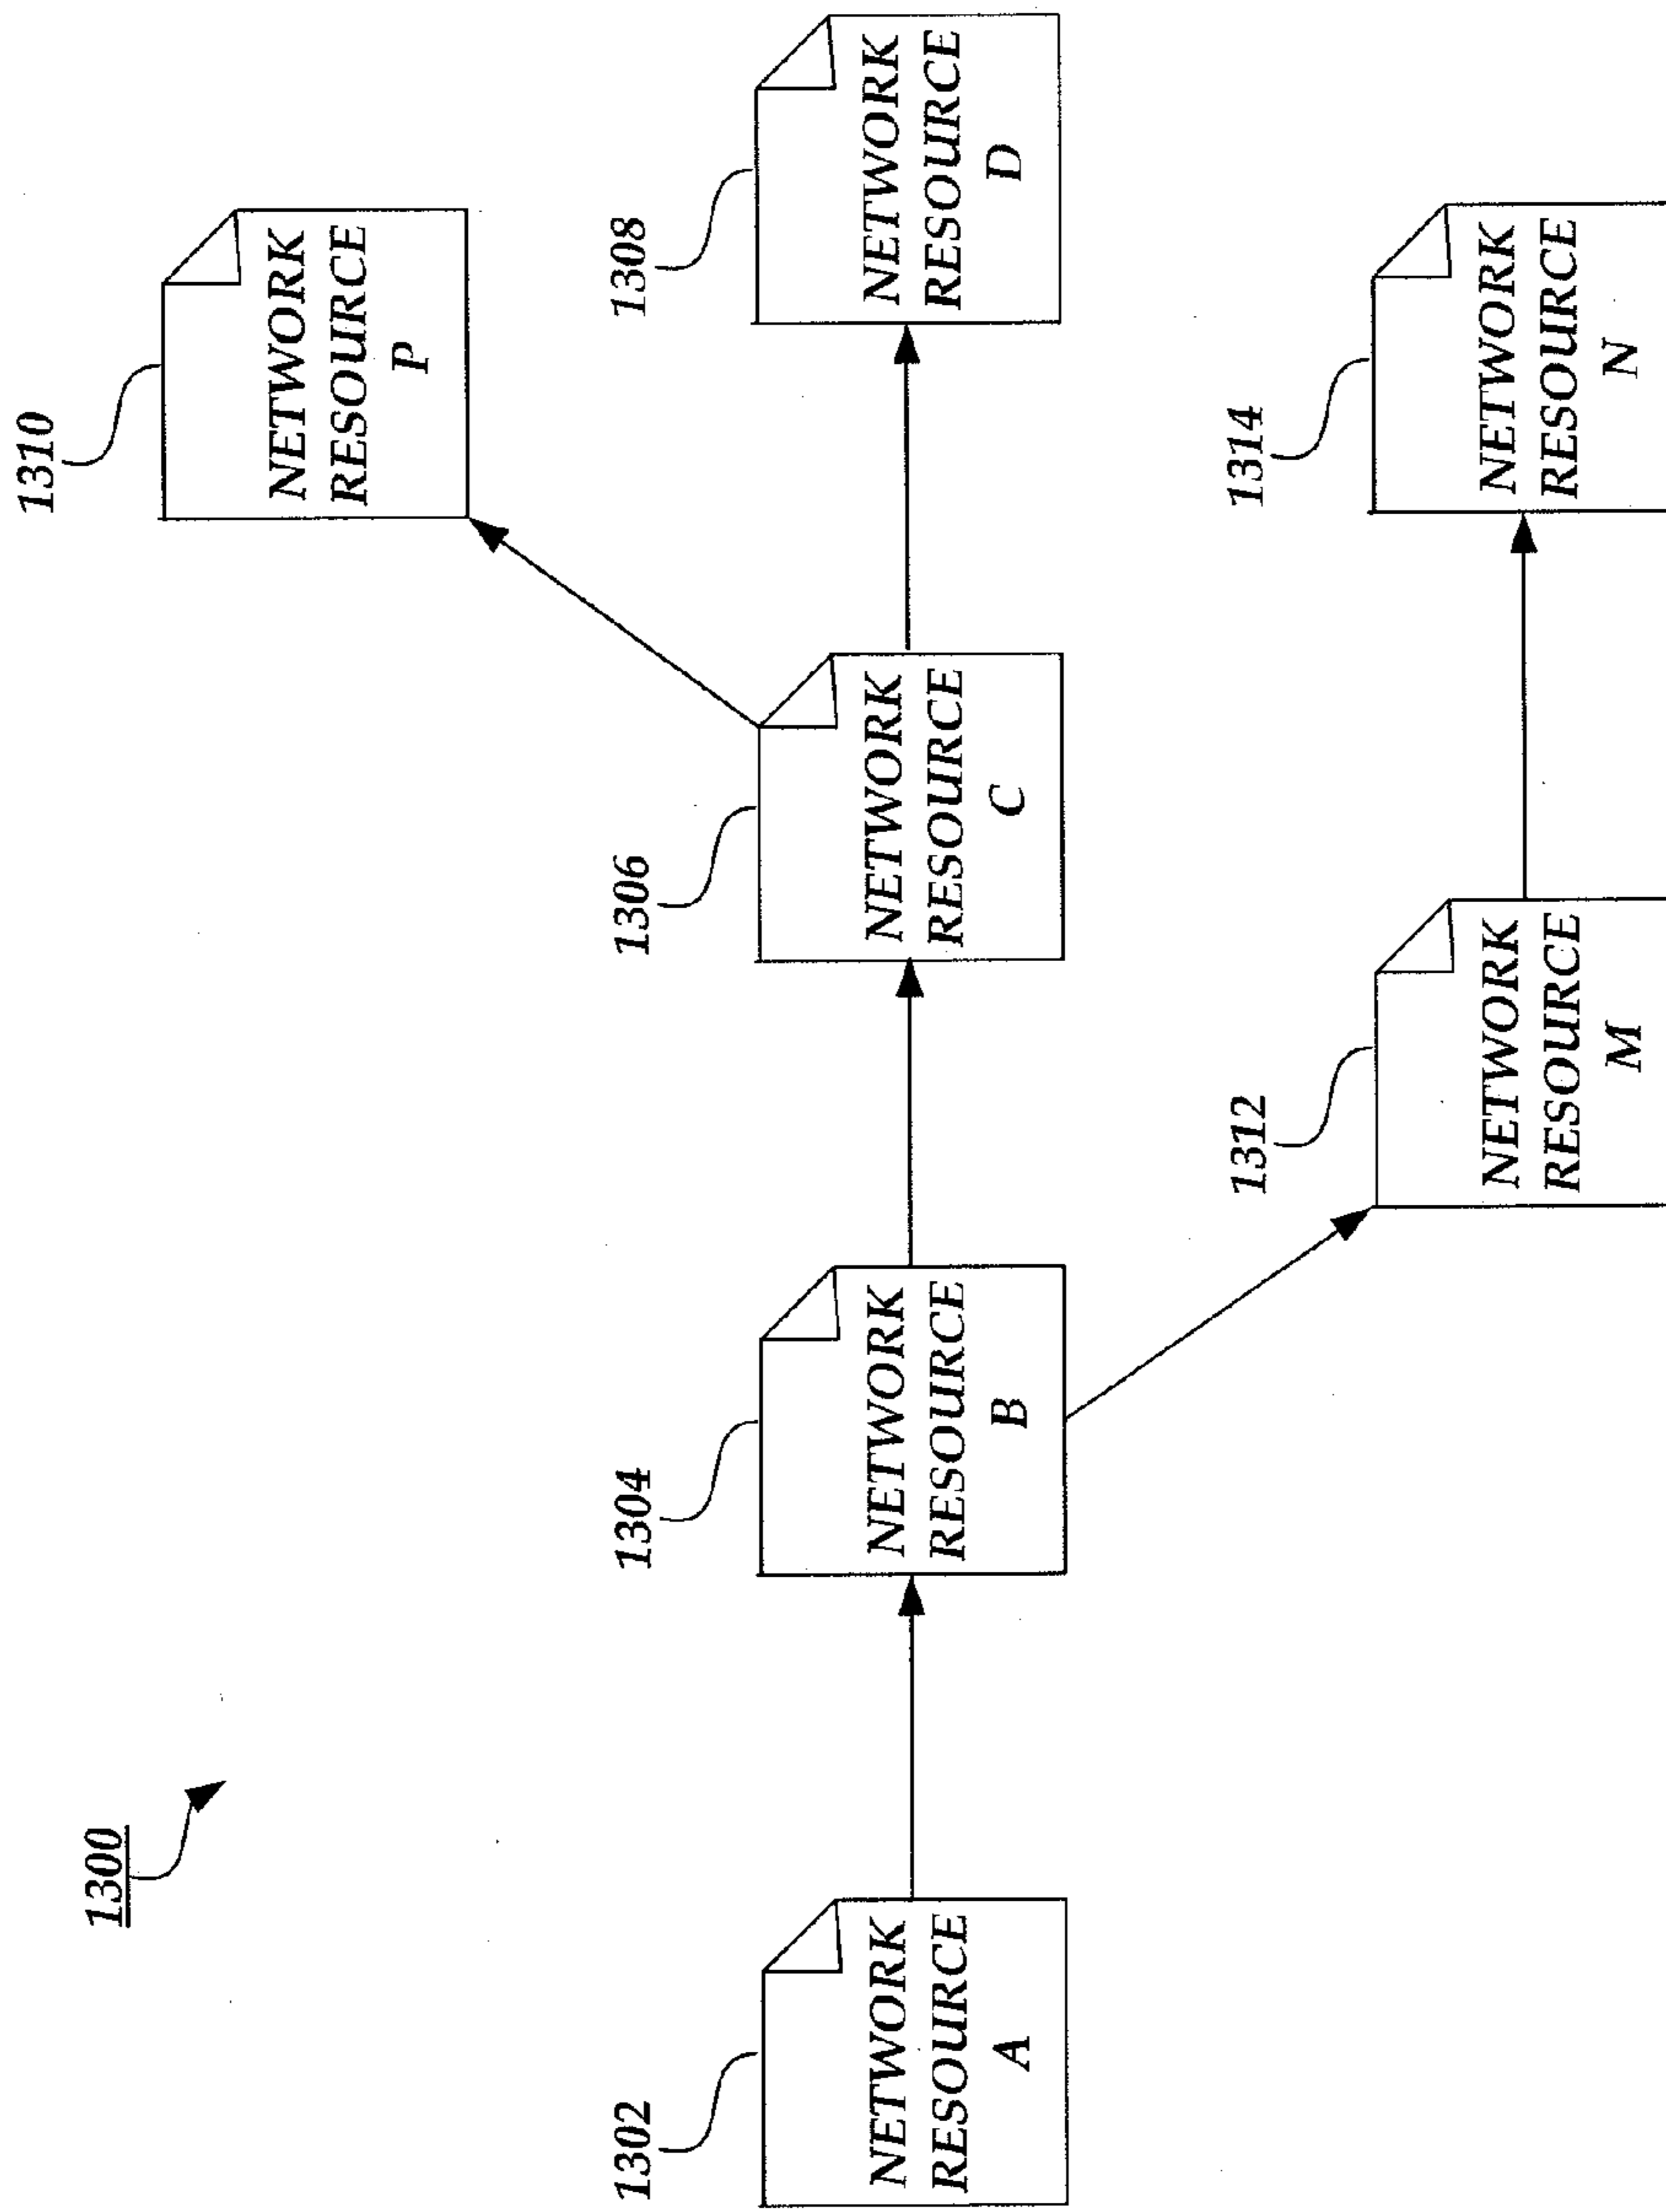 1300
1310
NETWORK
RESOURCE
P
1302
NETWORK
RESOURCE
A
1304
NETWORK
RESOURCE
B
1306
NETWORK
RESOURCE
C
1308
NETWORK
RESOURCE
D
1312
NETWORK
RESOURCE
M
1314
NETWORK
RESOURCE
N